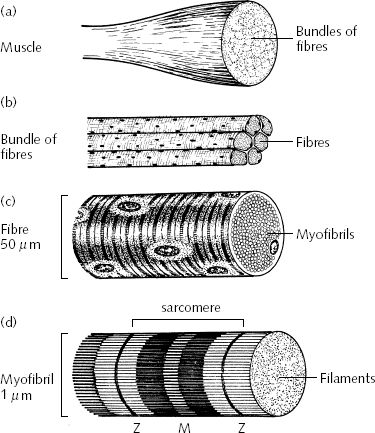 (a)
Muscle
Bundles of
fibres
(b)
Bundle of
fibres
Fibres
(c)
Fibre
50 μm
Myofibrils
sarcomere
(d)
Myofibril
1 μm
Filaments
Z M Z